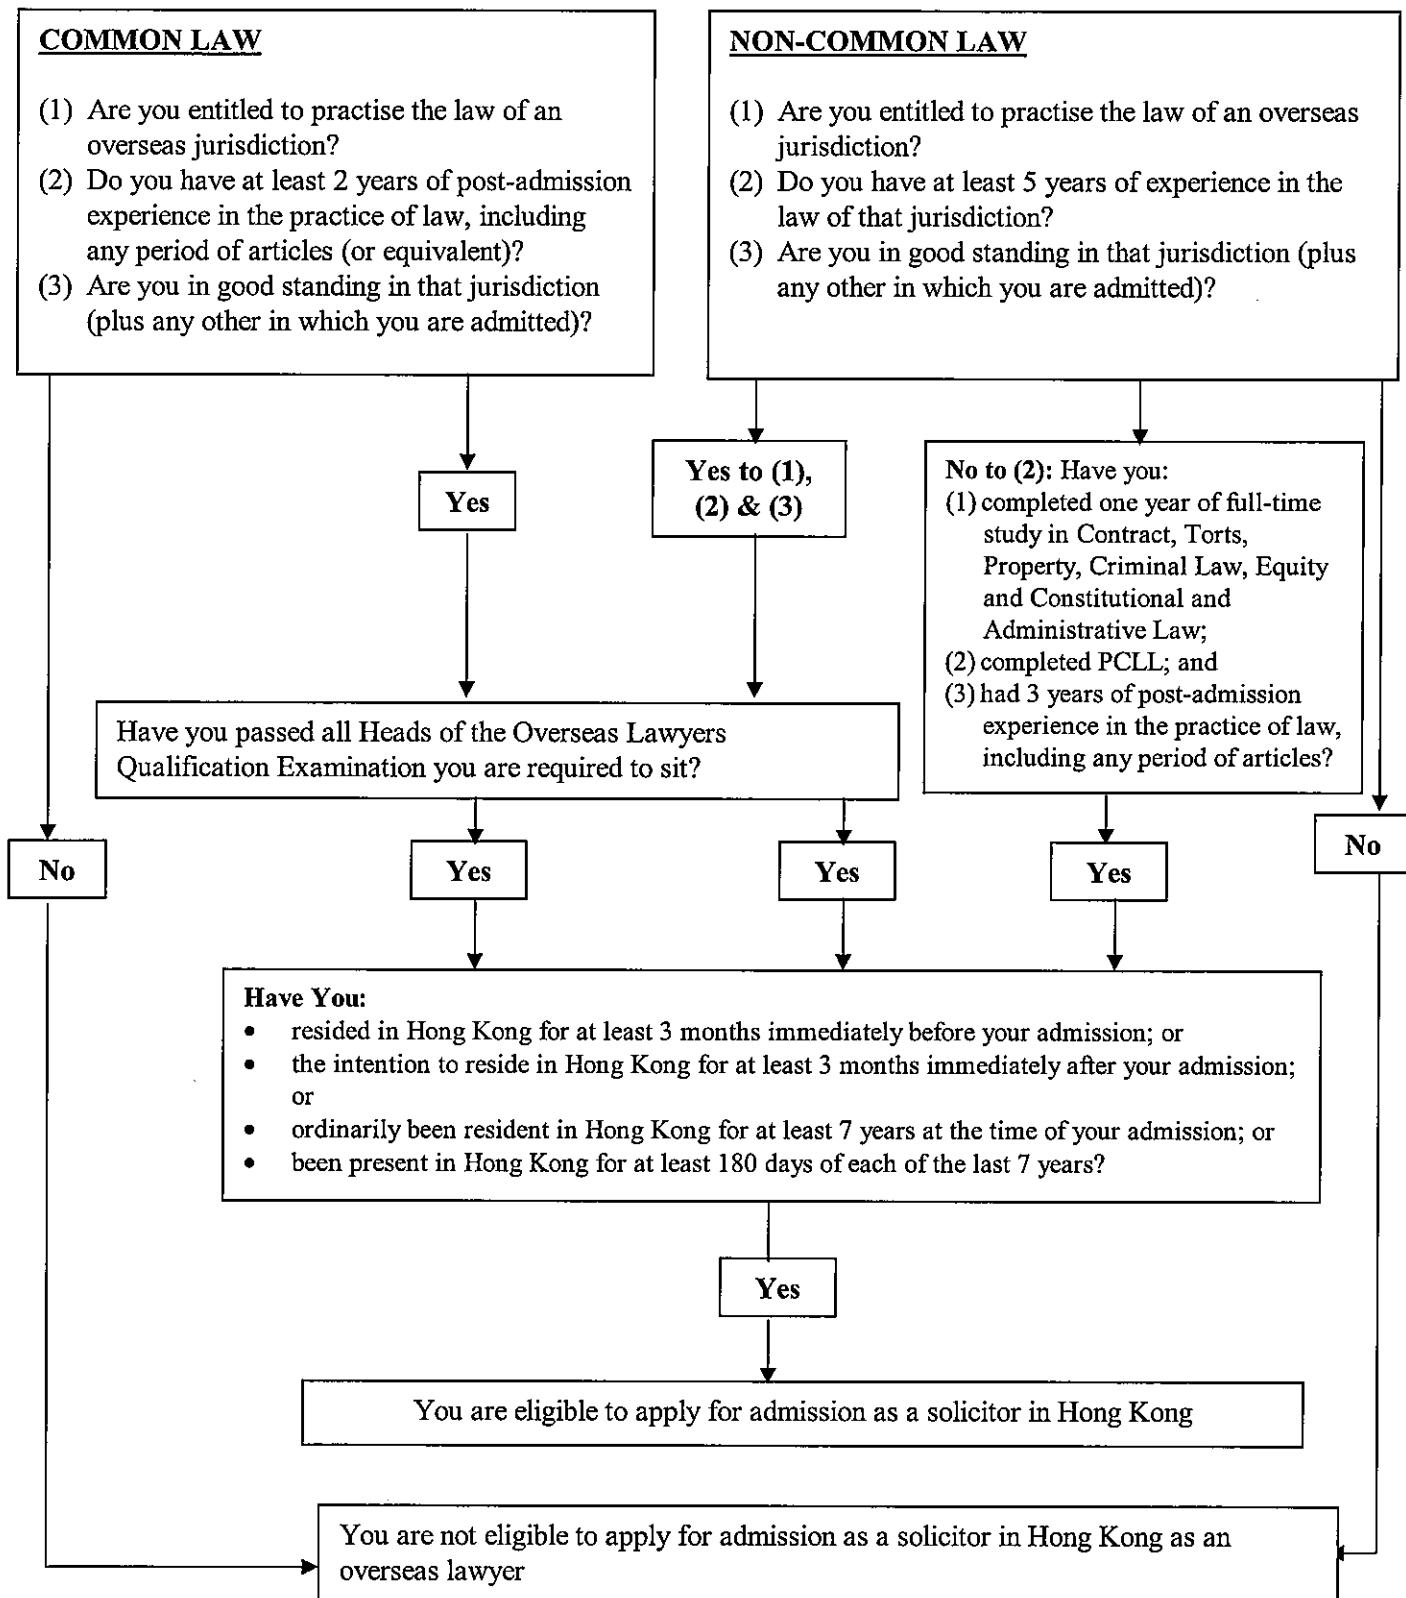 COMMON LAW
(1) Are you entitled to practise the law of an
overseas jurisdiction?
(2) Do you have at least 2 years of post-admission
experience in the practice of law, including
any period of articles (or equivalent)?
(3) Are you in good standing in that jurisdiction
(plus any other in which you are admitted)?
NON-COMMON LAW
(1) Are you entitled to practise the law of an overseas
jurisdiction?
(2) Do you have at least 5 years of experience in the
law of that jurisdiction?
(3) Are you in good standing in that jurisdiction (plus
any other in which you are admitted)?
Yes
Yes to (1),
(2) & (3)
No to (2): Have you:
(1) completed one year of full-time
study in Contract, Torts,
Property, Criminal Law, Equity
and Constitutional and
Administrative Law;
(2) completed PCLL; and
(3) had 3 years of post-admission
experience in the practice of law,
including any period of articles?
Have you passed all Heads of the Overseas Lawyers
Qualification Examination you are required to sit?
No
Yes
Yes
Yes
No
Have You:
• resided in Hong Kong for at least 3 months immediately before your admission; or
• the intention to reside in Hong Kong for at least 3 months immediately after your admission;
or
• ordinarily been resident in Hong Kong for at least 7 years at the time of your admission; or
• been present in Hong Kong for at least 180 days of each of the last 7 years?
Yes
You are eligible to apply for admission as a solicitor in Hong Kong
You are not eligible to apply for admission as a solicitor in Hong Kong as an
overseas lawyer